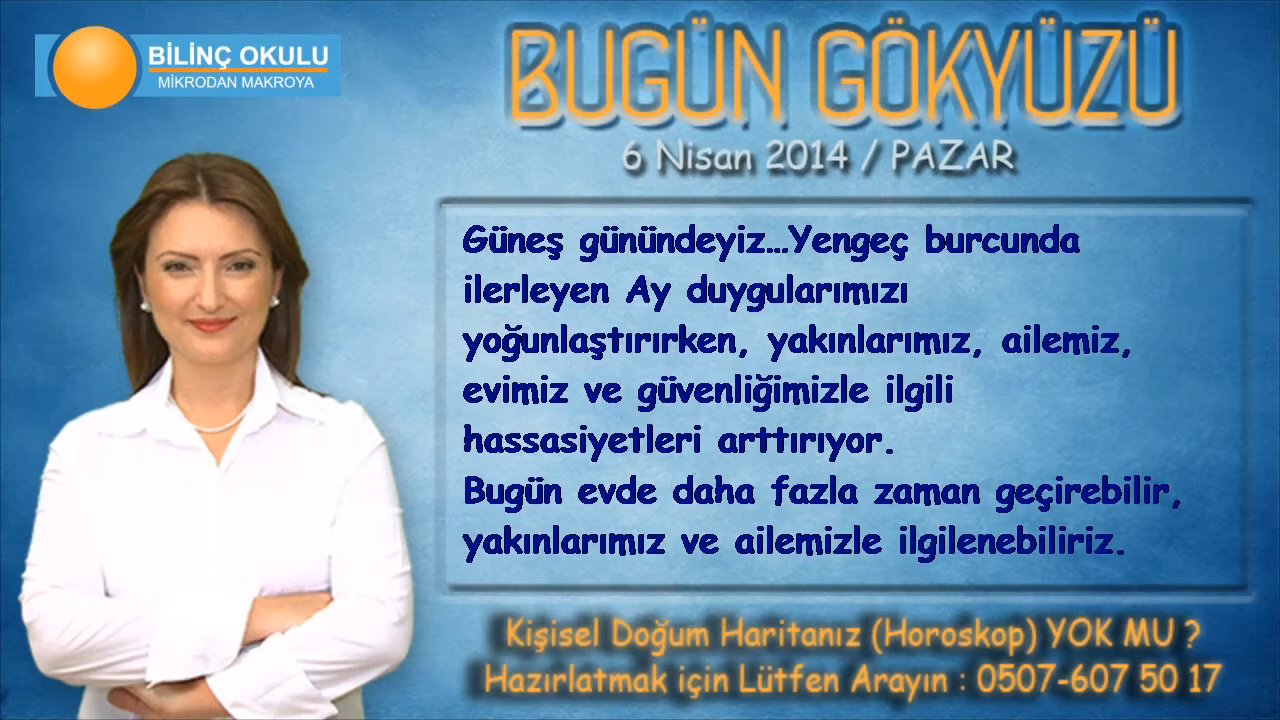 BİLİNÇ OKULU
MİKRODAN MAKROYA
BUGÜN GÖKYÜZÜ
6 Nisan 2014 / PAZAR
Güneş günündeyiz...Yengeç burcunda
ilerleyen Ay duygularımızı
yoğunlaştırırken, yakınlarımız, ailemiz,
evimiz ve güvenliğimizle ilgili
hassasiyetleri arttırıyor.
Bugün evde daha fazla zaman geçirebilir,
yakınlarımız ve ailemizle ilgilenebiliriz.
Kişisel Doğum Haritanız (Horoskop) YOK MU ?
Hazırlatmak için Lütfen Arayın : 0507-607 50 17